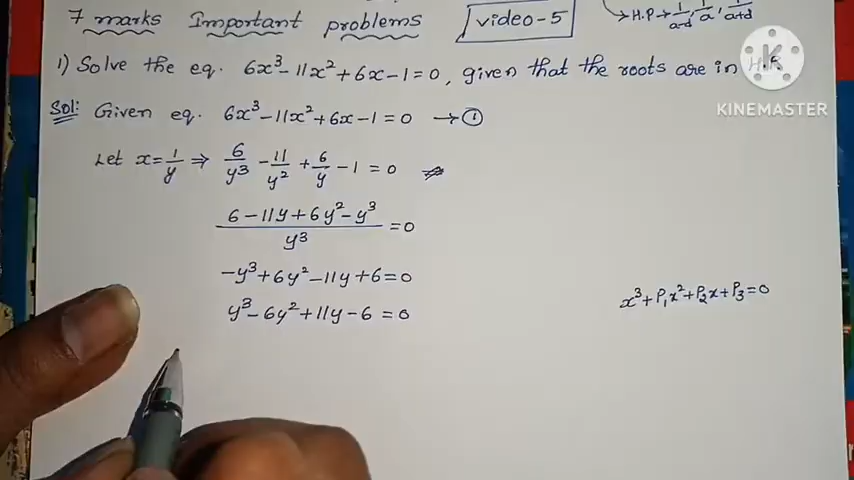 7 marks Important problems video-5
→H.P→ 1/a-d, 1/a, 1/a+d
1) Solve the eq. 6x³-11x²+6x-1=0, given that the roots are in
Sol: Given eq. 6x³-11x²+6x-1=0 →①
Let x=1/y ⇒ 6/y³ -11/y² +6/y -1 =0
6-11y+6y²-y³/y³ =0
-y³+6y²-11y+6=0
y³-6y²+11y-6=0
x³+P₁x²+P₂x+P₃=0
K
KINEMASTER